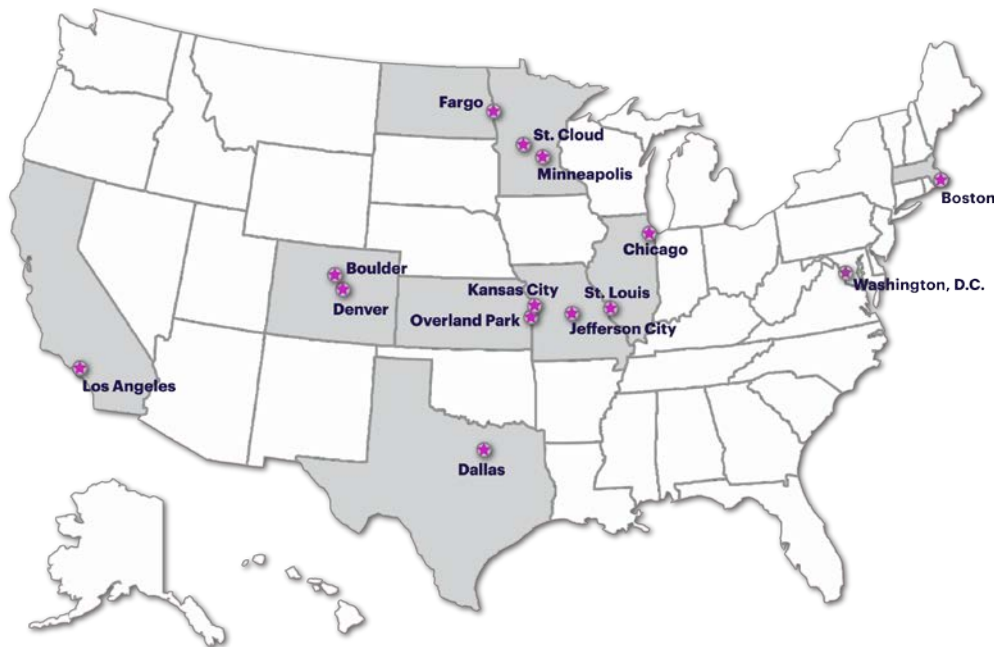 Fargo
St. Cloud
Minneapolis
Boston
Chicago
Boulder
Washington, D.C.
Denver
Kansas City
St. Louis
Overland Park
Jefferson City
Los Angeles
Dallas